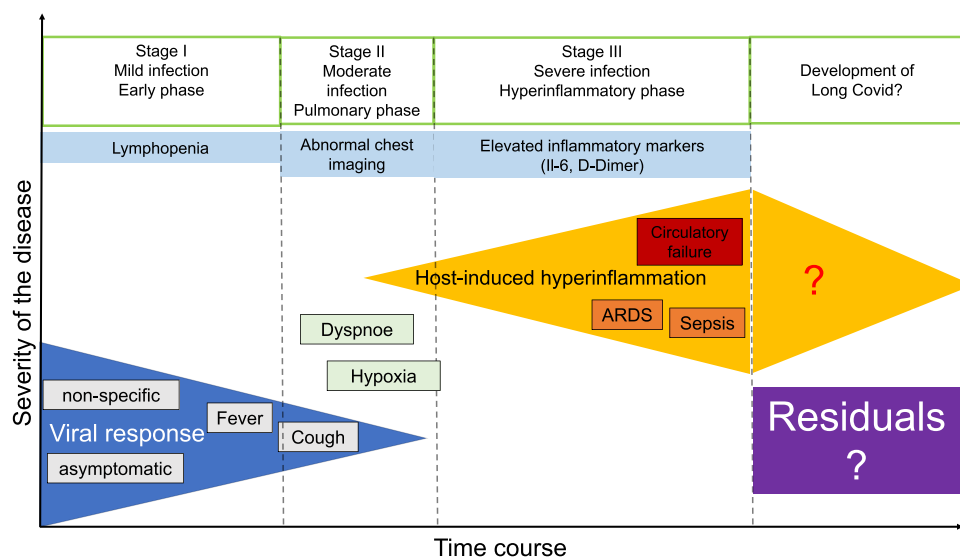 Stage I
Mild infection
Early phase
Stage II
Moderate
infection
Pulmonary phase
Stage III
Severe infection
Hyperinflammatory phase
Development of
Long Covid?
Lymphopenia
Abnormal chest
imaging
Elevated inflammatory markers
(Il-6, D-Dimer)
Severity of the disease
Circulatory
failure
Host-induced hyperinflammation
?
ARDS
Sepsis
Dyspnoe
Hypoxia
non-specific
Fever
Viral response
Cough
asymptomatic
Residuals
?
Time course